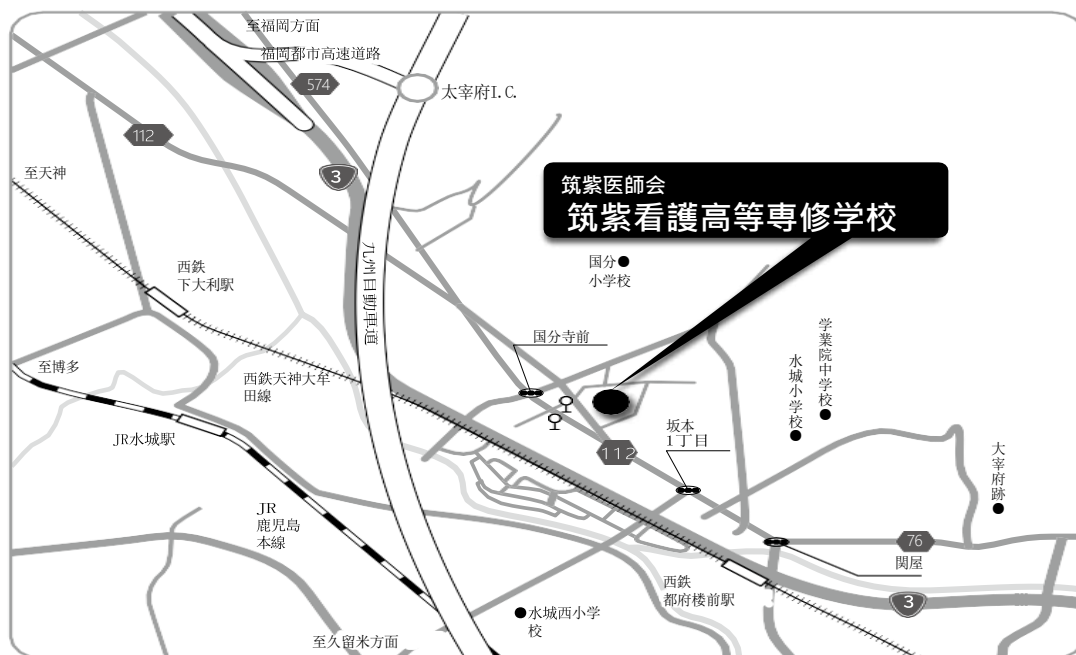 至福岡方面
福岡都市高速道路
574
太宰府I.C.
112
3
至天神
筑紫医師会
筑紫看護高等専修学校
九州自動車道
国分
小学校
西鉄
下大利駅
国分寺前
学業院中学校
水城小学校
至博多
西鉄天神大牟
田線
坂本
1丁目
JR水城駅
112
大宰府跡
JR
鹿児島
本線
76
関屋
西鉄
都府楼前駅
3
水城西小学
校
至久留米方面